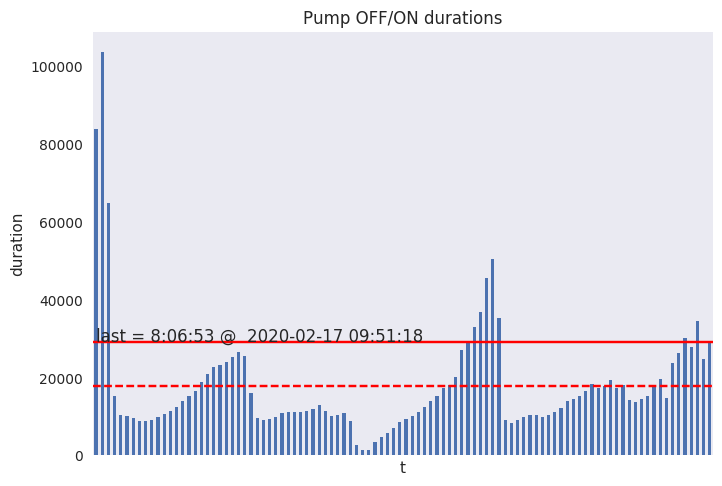 Pump OFF/ON durations
100000
80000
60000
40000
20000
0
duration
last = 8:06:53 @  2020-02-17 09:51:18
t